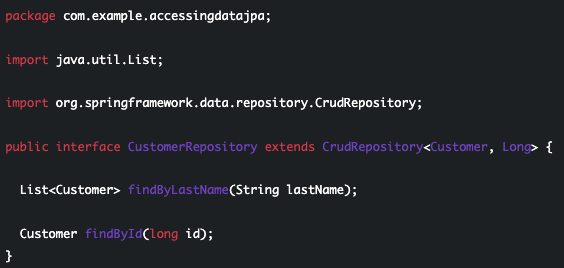 package com.example.accessingdatajpa;
import java.util.List;
import org.springframework.data.repository.CrudRepository;
public interface CustomerRepository extends CrudRepository<Customer, Long> {
List<Customer> findByLastName(String lastName);
Customer findById(long id);
}